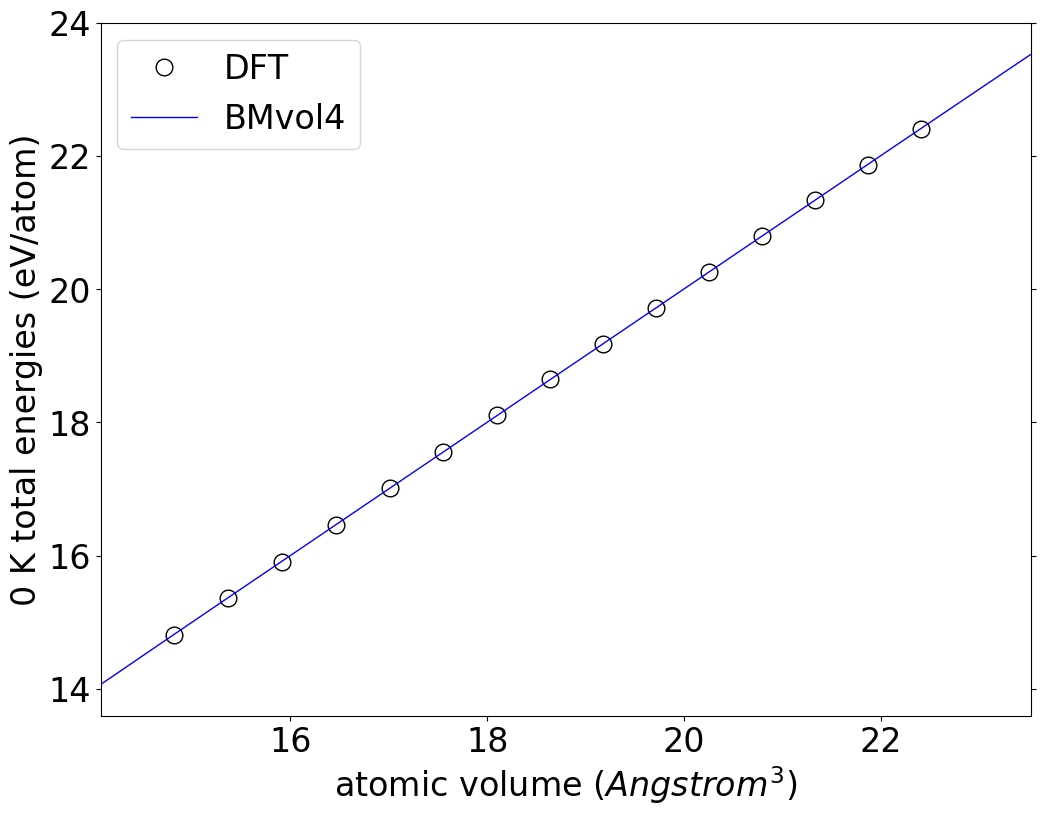 24
22
20
18
16
14
0 K total energies (eV/atom)
DFT
BMvol4
16 18 20 22
atomic volume (Angstrom³)